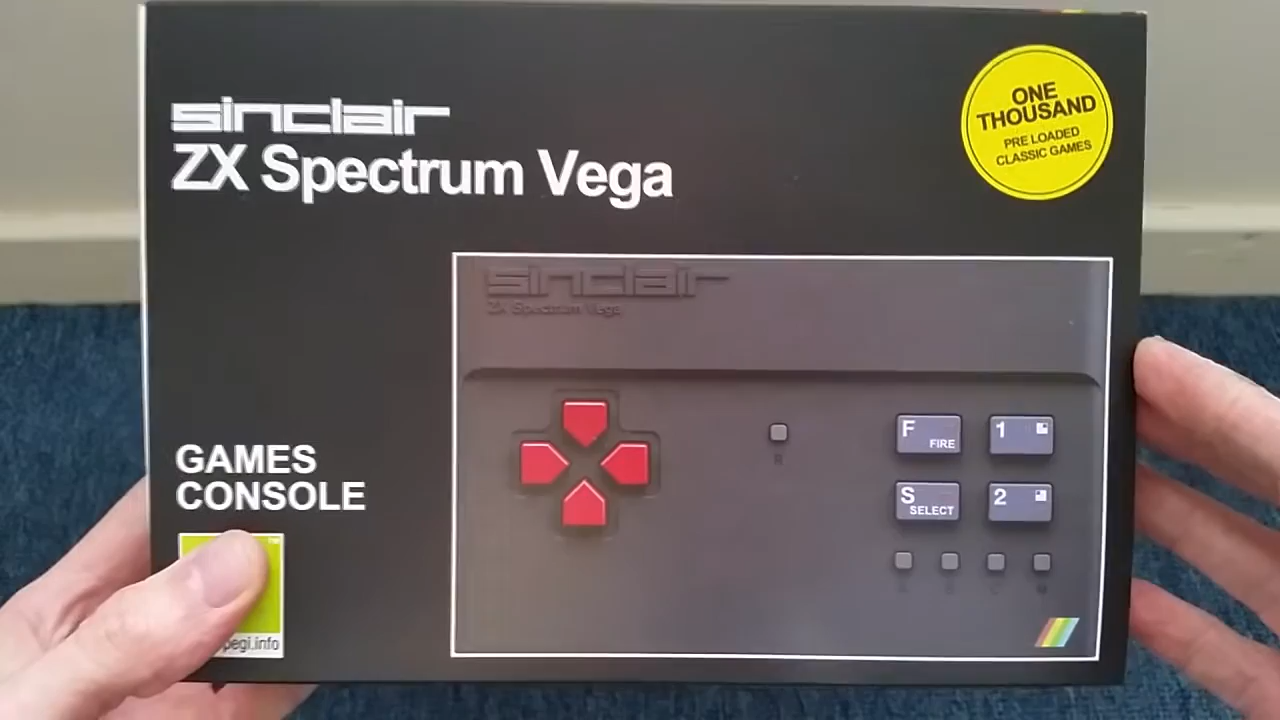 sinclair
ZX Spectrum Vega
ONE
THOUSAND
PRE LOADED
CLASSIC GAMES
sinclair
ZX Spectrum Vega
R
F
FIRE
1
S
SELECT
2
GAMES
CONSOLE
TM
pegi.info